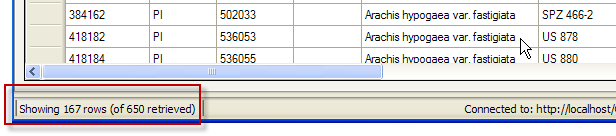 384162 PI 502033 Arachis hypogaea var. fastigiata SPZ 466-2
418182 PI 536053 Arachis hypogaea var. fastigiata US 878
418184 PI 536055 Arachis hypogaea var. fastigiata US 880
Showing 167 rows (of 650 retrieved) Connected to: http://localhost/